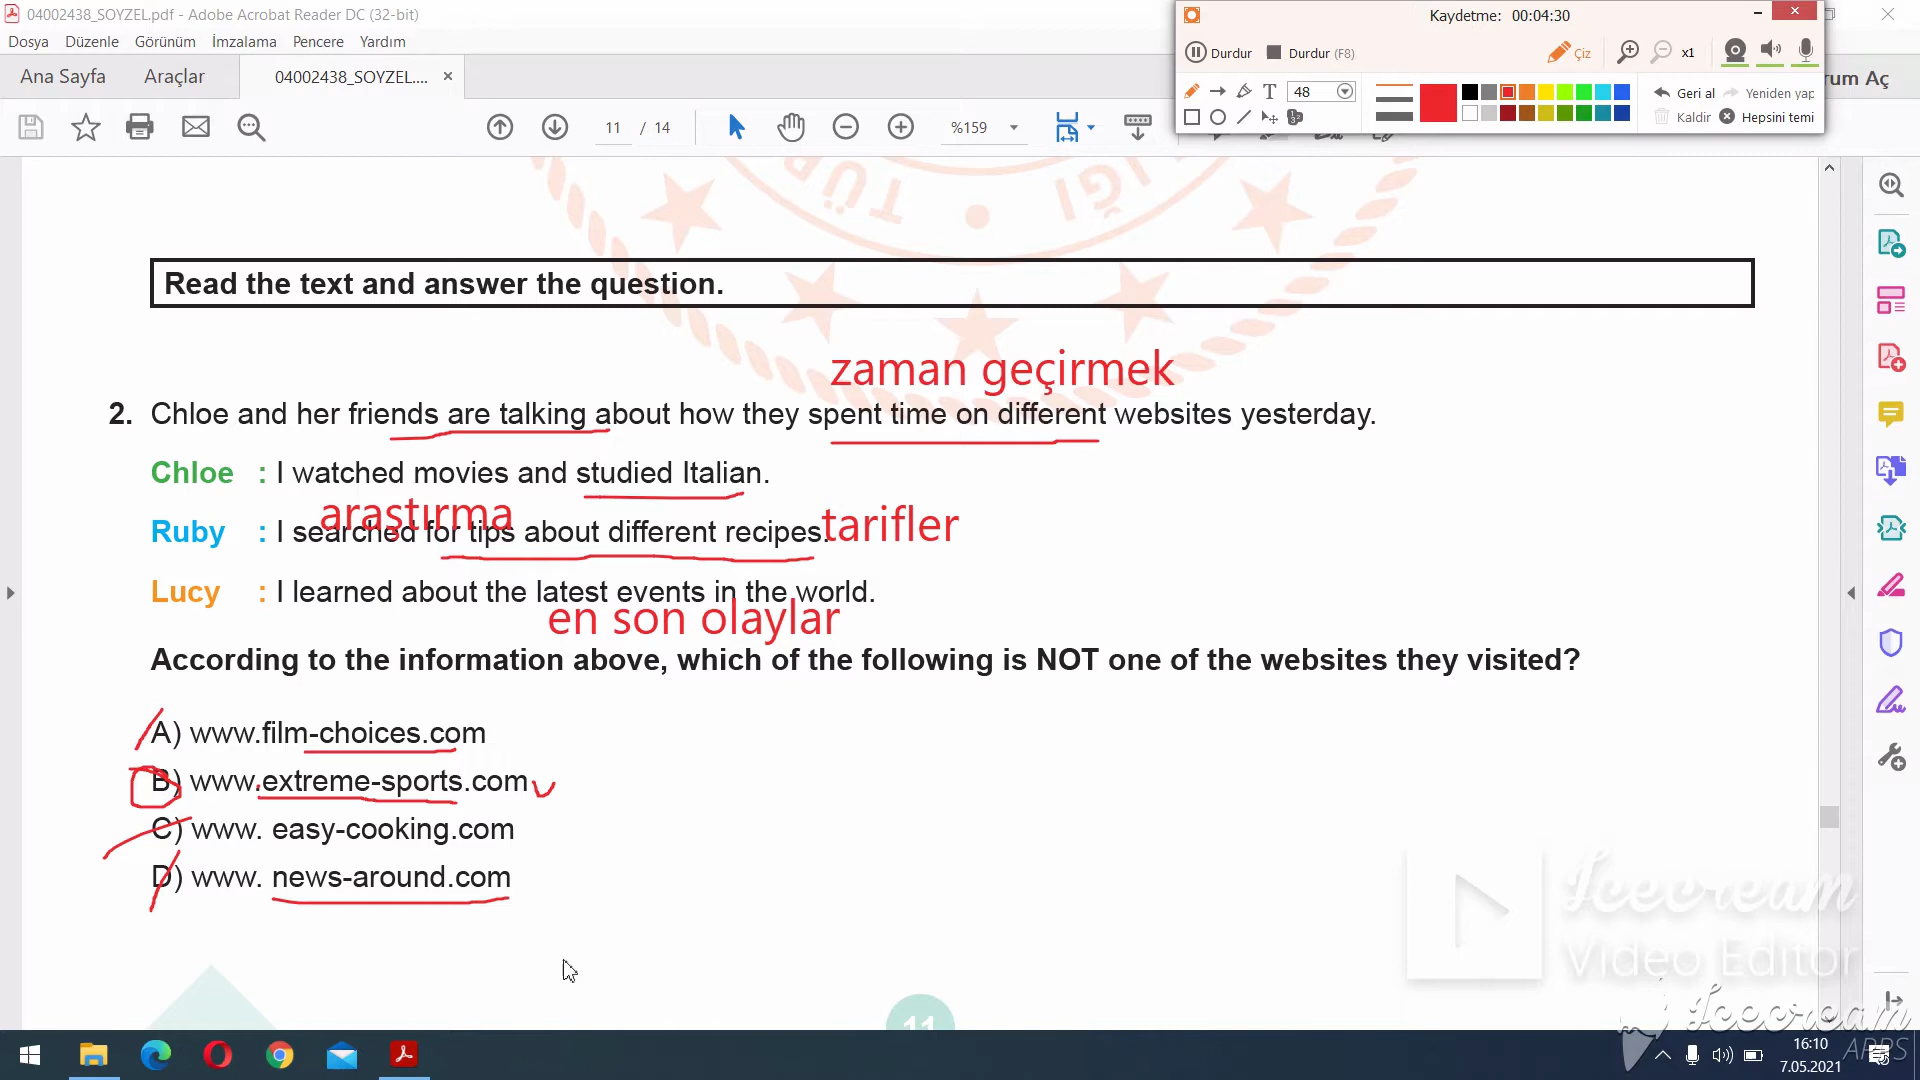 04002438_SOYZEL.pdf - Adobe Acrobat Reader DC (32-bit)
Kaydetme: 00:04:30
Dosya Düzenle Görünüm İmzalama Pencere Yardım
Durdur Durdur (F8) Çiz x1
Ana Sayfa Araçlar 04002438_SOYZEL.... rum Aç
T 48 Geri al Yeniden yap
Kaldır Hepsini temi
11 / 14 %159
TÜR İĞİ
Read the text and answer the question.
zaman geçirmek
2. Chloe and her friends are talking about how they spent time on different websites yesterday.
Chloe : I watched movies and studied Italian.
araştırma
Ruby : I searched for tips about different recipes. tarifler
Lucy : I learned about the latest events in the world.
en son olaylar
According to the information above, which of the following is NOT one of the websites they visited?
A) www.film-choices.com
B) www.extreme-sports.com
C) www. easy-cooking.com
D) www. news-around.com
Icecream
Video Editor
11
Icecream
APPS
16:10
7.05.2021